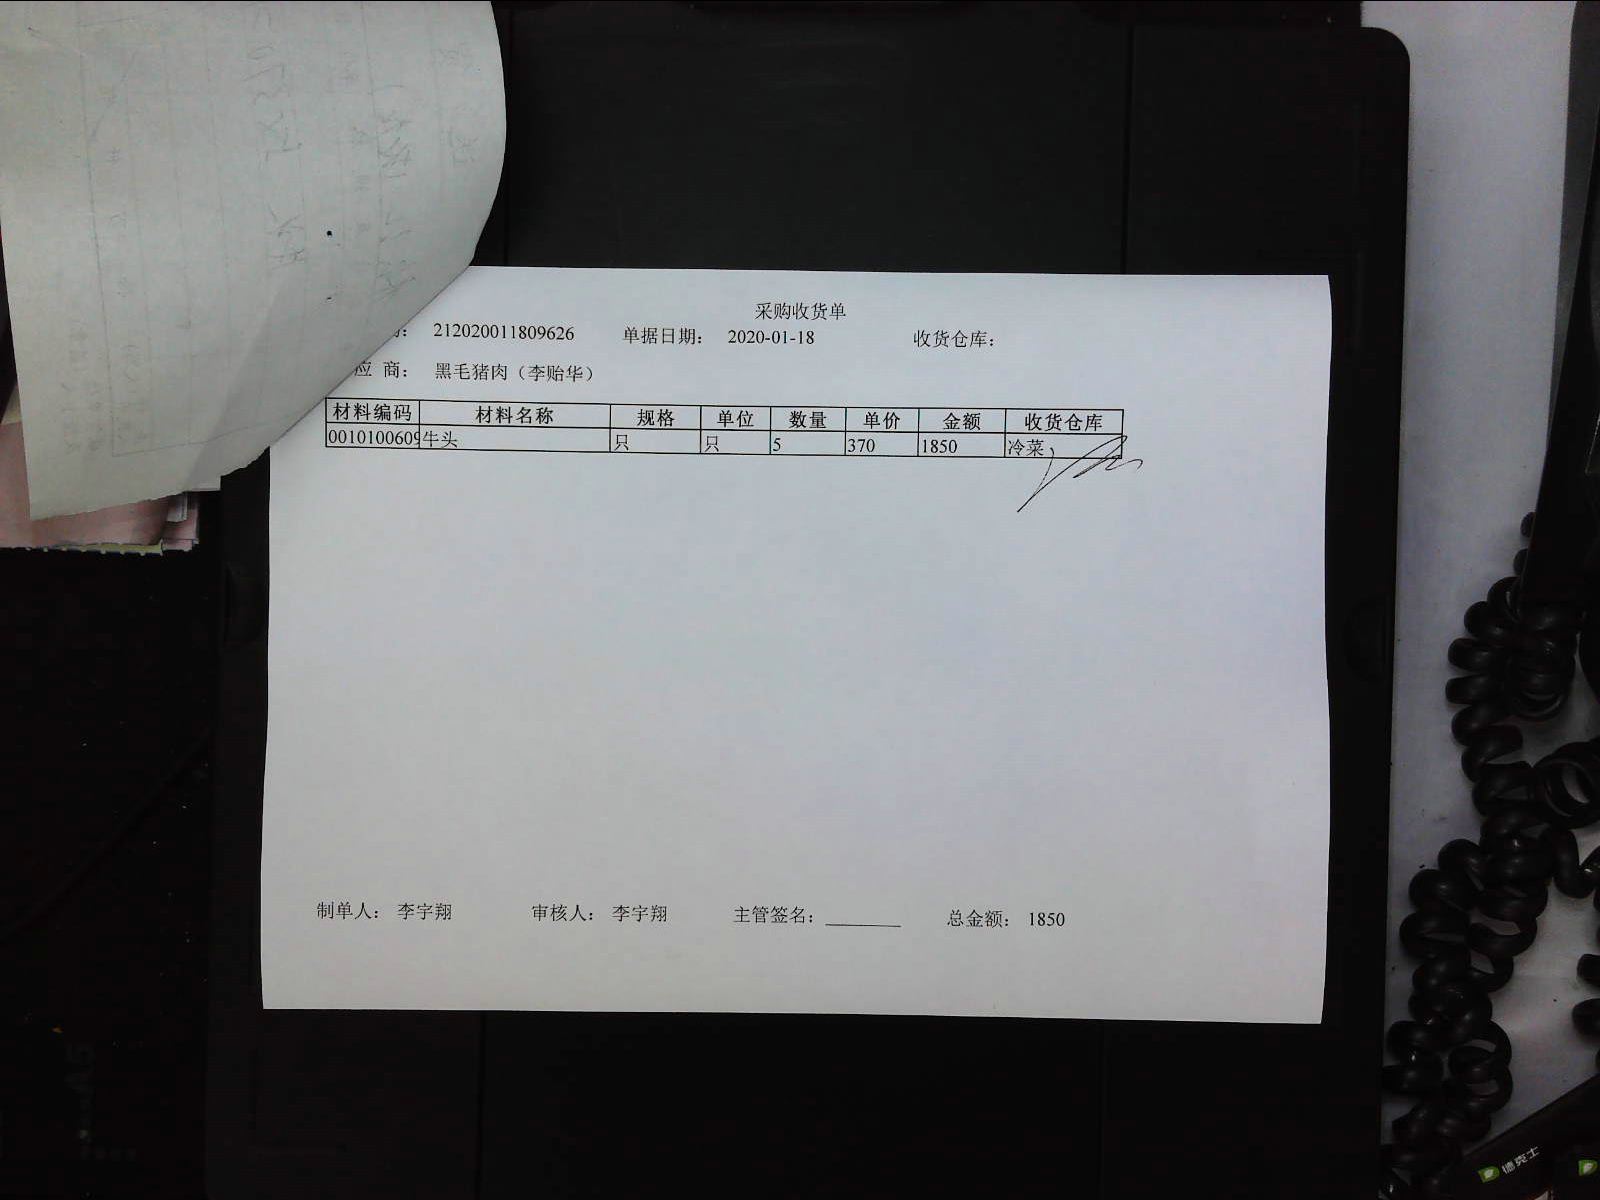 采购收货单
212020011809626 单据日期： 2020-01-18 收货仓库：
应 商： 黑毛猪肉（李贻华）
材料编码 材料名称 规格 单位 数量 单价 金额 收货仓库
0010100609 牛头 只 只 5 370 1850 冷菜
制单人： 李宇翔 审核人： 李宇翔 主管签名： 总金额： 1850
德克士